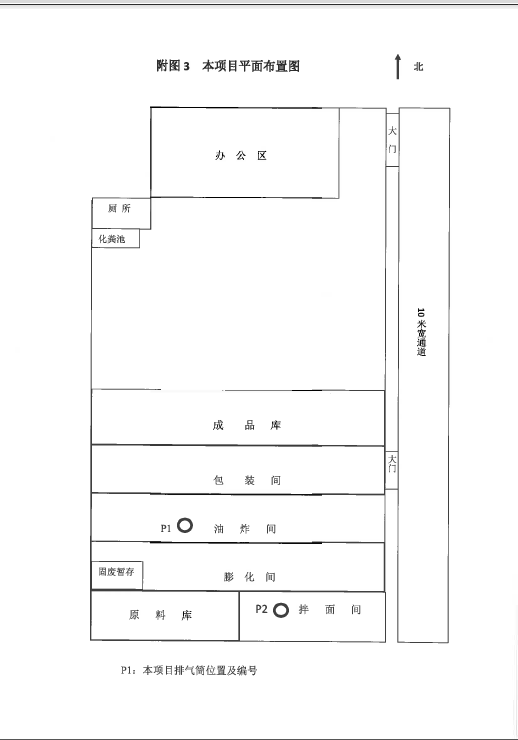 附图3 本项目平面布置图
北
办公区
大门
厕所
化粪池
10米宽通道
成品库
大门
包装间
P1 油炸间
固废暂存
膨化间
原料库
P2 拌面间
P1：本项目排气筒位置及编号